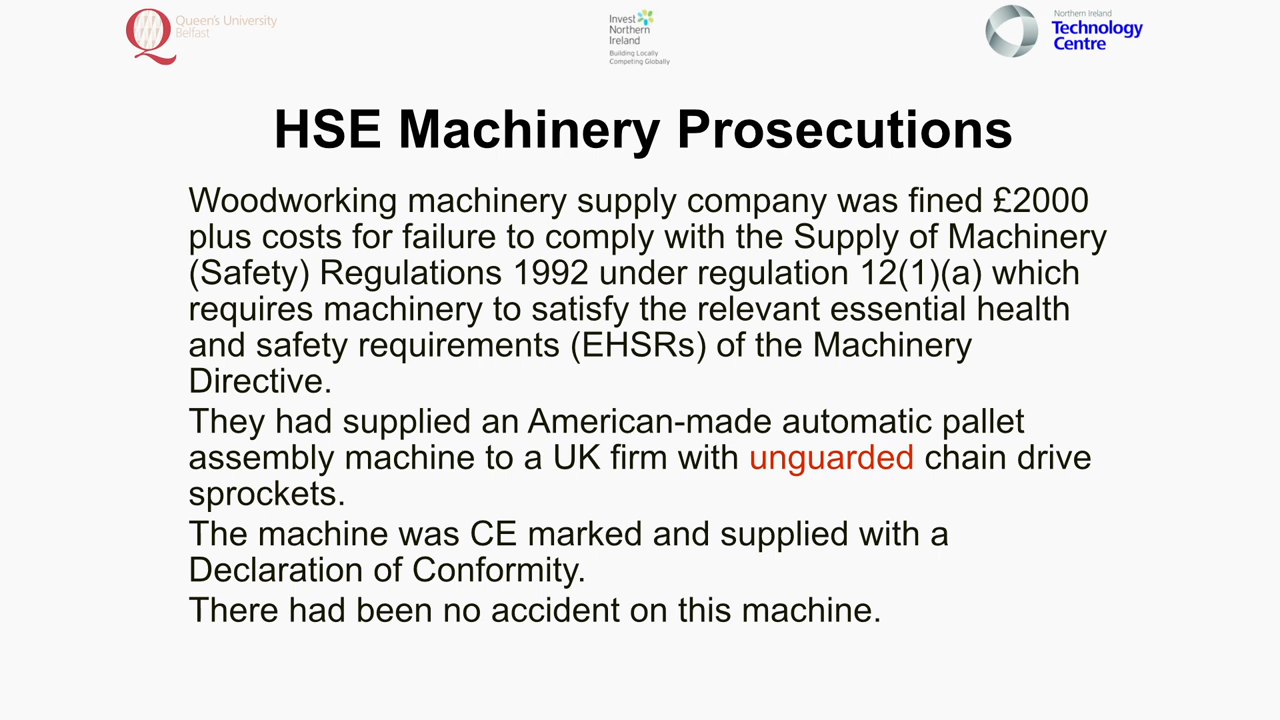 Queen's University
Belfast
Invest
Northern
Ireland
Building Locally
Competing Globally
Northern Ireland
Technology
Centre
HSE Machinery Prosecutions
Woodworking machinery supply company was fined £2000
plus costs for failure to comply with the Supply of Machinery
(Safety) Regulations 1992 under regulation 12(1)(a) which
requires machinery to satisfy the relevant essential health
and safety requirements (EHSRs) of the Machinery
Directive.
They had supplied an American-made automatic pallet
assembly machine to a UK firm with unguarded chain drive
sprockets.
The machine was CE marked and supplied with a
Declaration of Conformity.
There had been no accident on this machine.